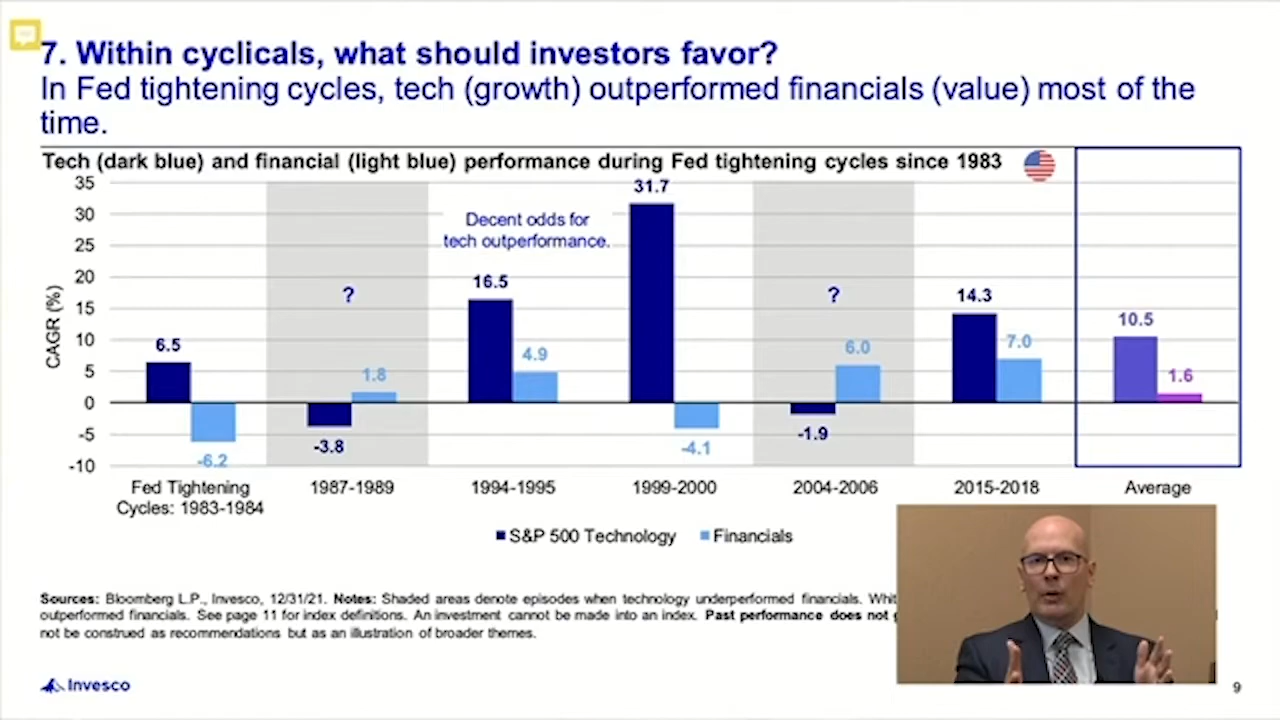 7. Within cyclicals, what should investors favor?
In Fed tightening cycles, tech (growth) outperformed financials (value) most of the
time.
Tech (dark blue) and financial (light blue) performance during Fed tightening cycles since 1983
35
30
25
20
15
10
5
0
-5
-10
CAGR (%)
6.5
-6.2
?
-3.8
1.8
Decent odds for
tech outperformance.
16.5
4.9
31.7
-4.1
?
-1.9
6.0
14.3
7.0
10.5
1.6
Fed Tightening
Cycles: 1983-1984
1987-1989
1994-1995
1999-2000
2004-2006
2015-2018
Average
S&P 500 Technology
Financials
Sources: Bloomberg L.P., Invesco, 12/31/21. Notes: Shaded areas denote episodes when technology underperformed financials.
outperformed financials. See page 11 for index definitions. An investment cannot be made into an index. Past performance does not
not be construed as recommendations but as an illustration of broader themes.
Invesco
9